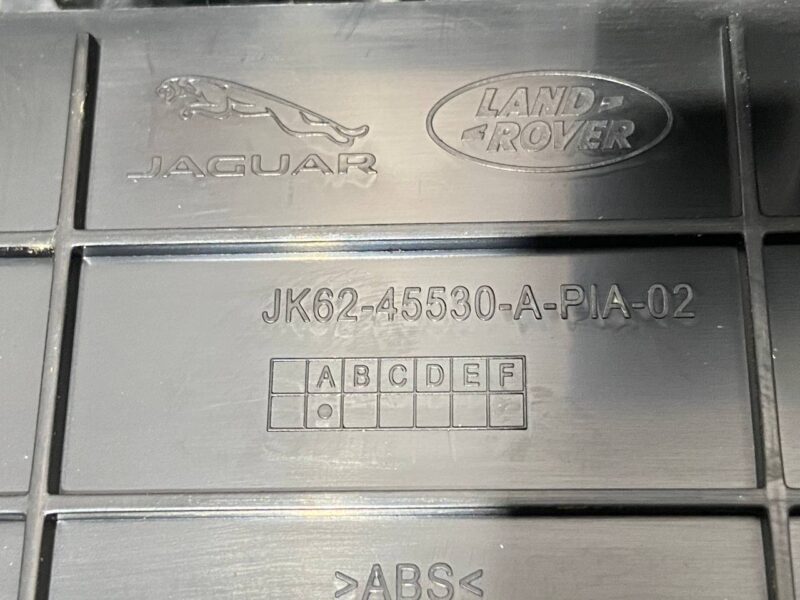 JAGUAR
LAND-
-ROVER
JK62-45530-A-PIA-02
A B C D E F
>ABS<